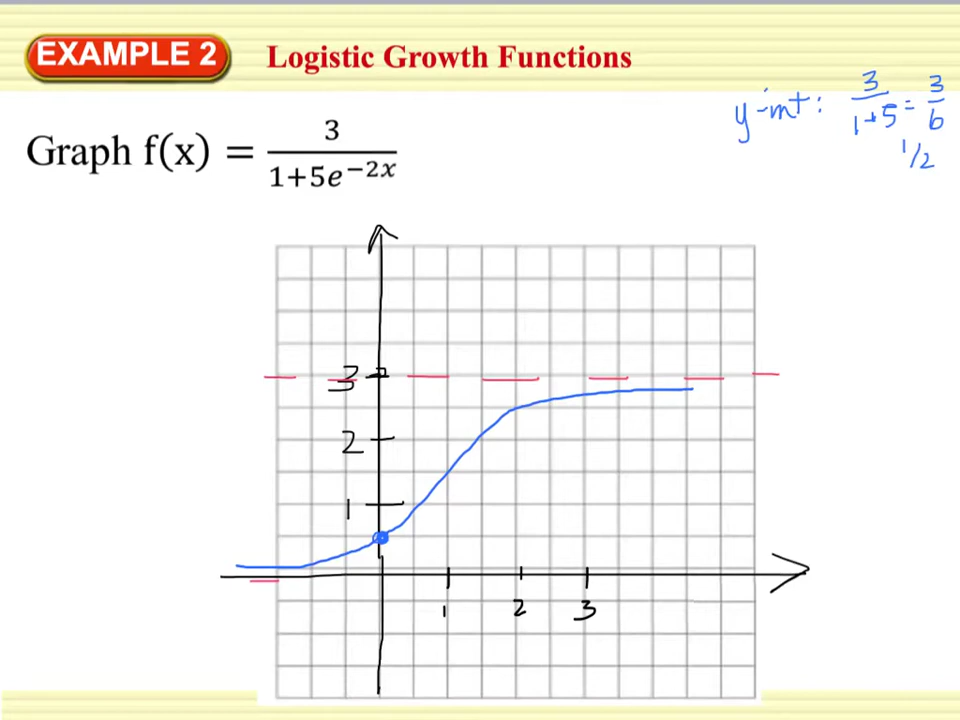 EXAMPLE 2 Logistic Growth Functions
y-int: 3/(1+5) = 3/6
1/2
Graph f(x) = 3/(1+5e^(−2x))
3
2
1
1 2 3